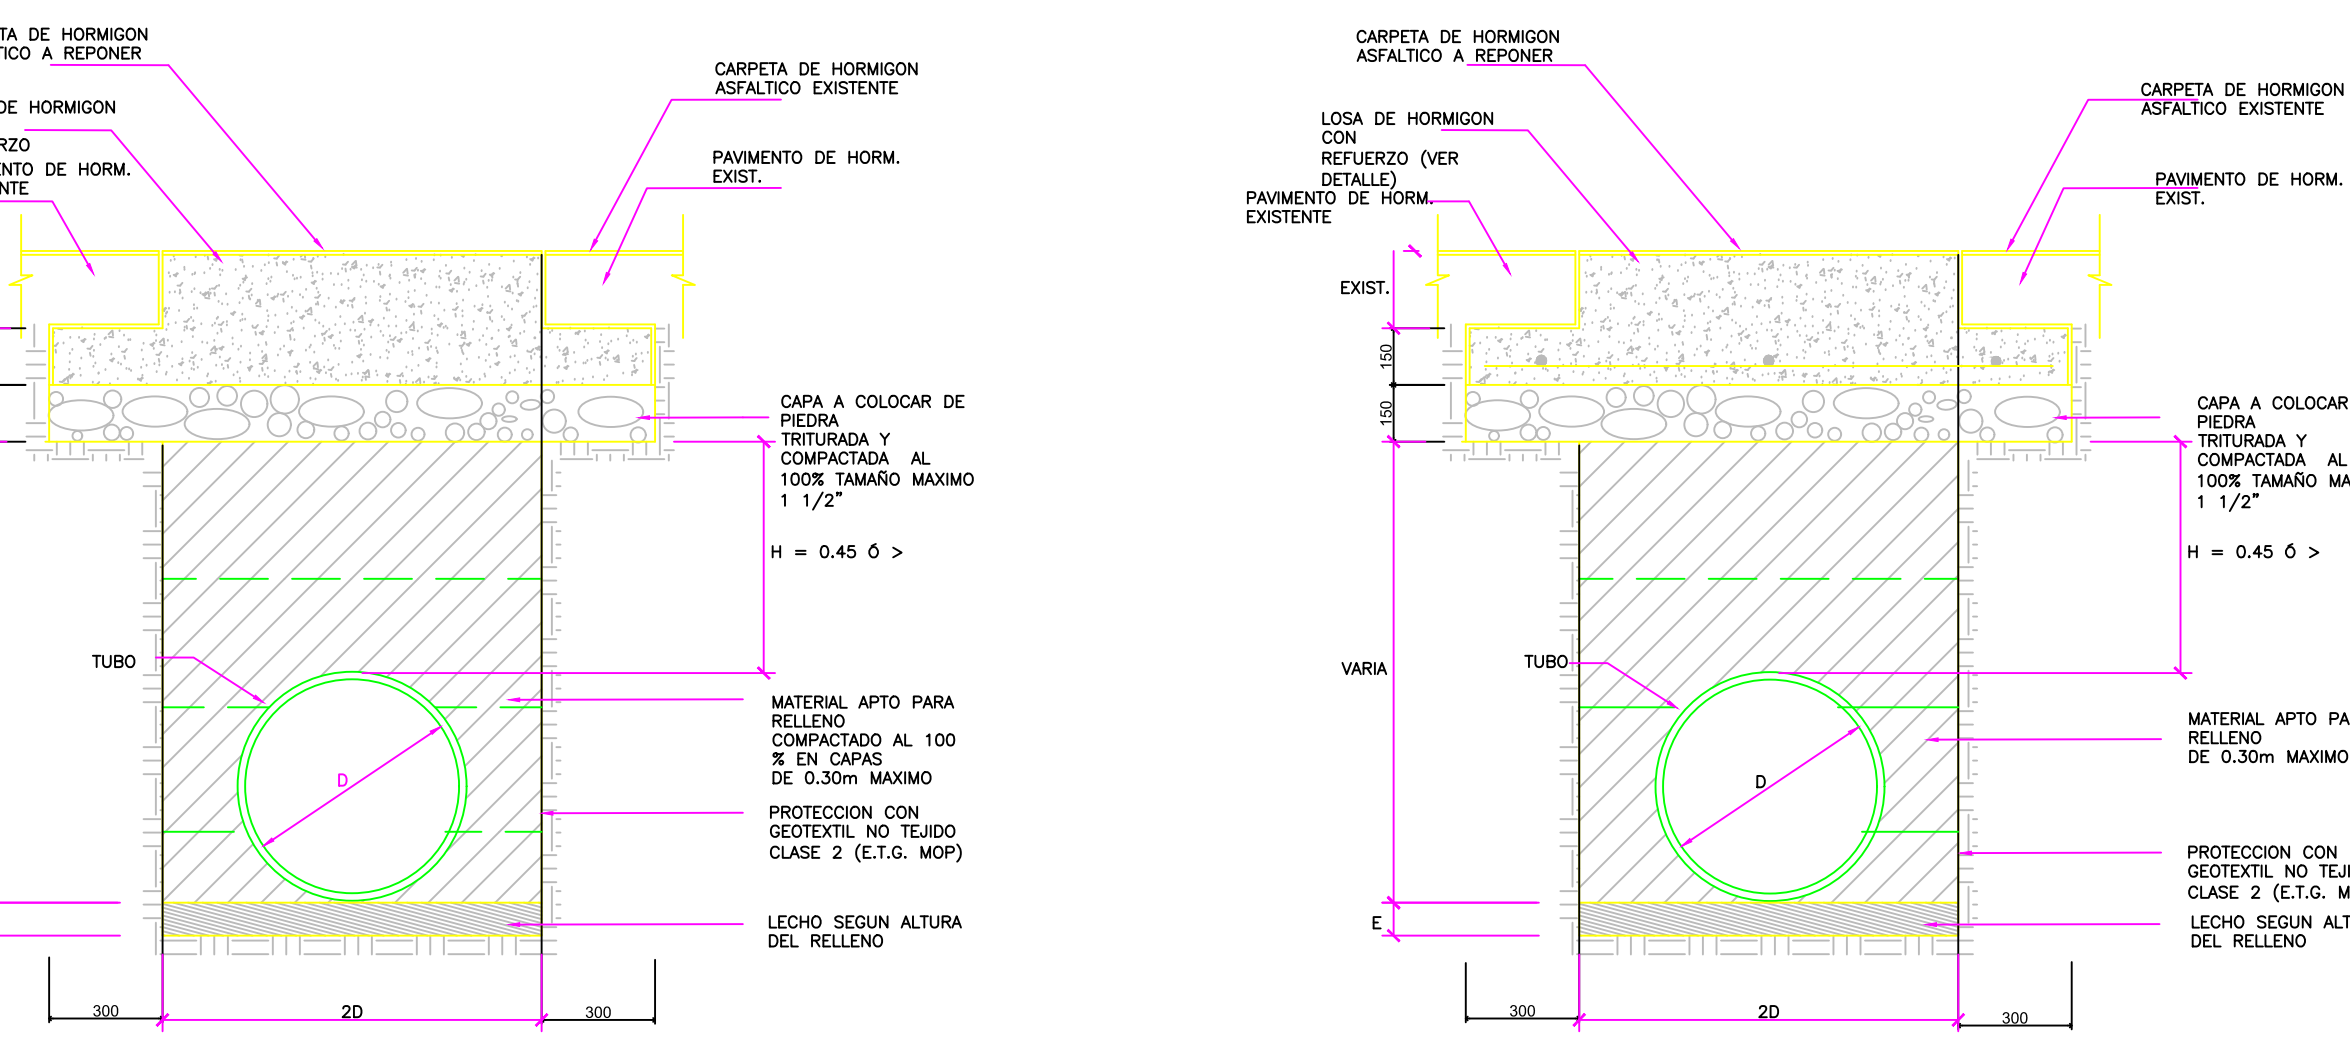 TA DE HORMIGON
TICO A REPONER
DE HORMIGON
RZO
NTO DE HORM.
NTE
CARPETA DE HORMIGON
ASFALTICO EXISTENTE
PAVIMENTO DE HORM.
EXIST.
CAPA A COLOCAR DE
PIEDRA
TRITURADA Y
COMPACTADA AL
100% TAMAÑO MAXIMO
1 1/2"
H = 0.45 Ó >
TUBO
D
MATERIAL APTO PARA
RELLENO
COMPACTADO AL 100
% EN CAPAS
DE 0.30m MAXIMO
PROTECCION CON
GEOTEXTIL NO TEJIDO
CLASE 2 (E.T.G. MOP)
LECHO SEGUN ALTURA
DEL RELLENO
300
2D
300
CARPETA DE HORMIGON
ASFALTICO A REPONER
LOSA DE HORMIGON
CON
REFUERZO (VER
DETALLE)
PAVIMENTO DE HORM.
EXISTENTE
CARPETA DE HORMIGON
ASFALTICO EXISTENTE
PAVIMENTO DE HORM.
EXIST.
EXIST.
150
150
CAPA A COLOCAR
PIEDRA
TRITURADA Y
COMPACTADA AL
100% TAMAÑO MA
1 1/2"
H = 0.45 Ó >
VARIA
TUBO
D
MATERIAL APTO PA
RELLENO
DE 0.30m MAXIMO
PROTECCION CON
GEOTEXTIL NO TEJI
CLASE 2 (E.T.G. M
E
LECHO SEGUN ALT
DEL RELLENO
300
2D
300